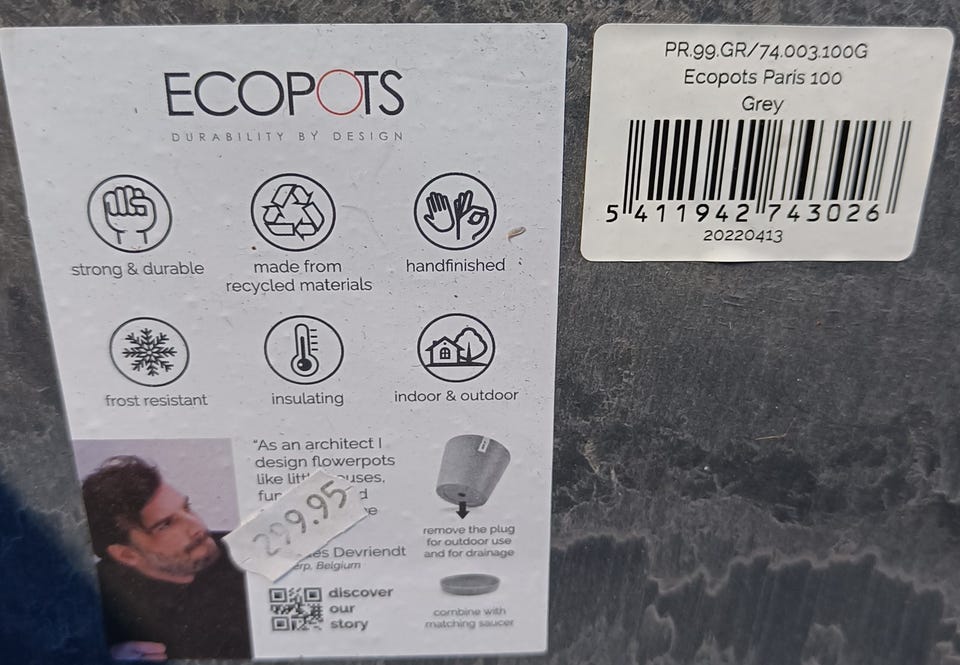 ECOPOTS
DURABILITY BY DESIGN
strong & durable
made from
recycled materials
handfinished
frost resistant
insulating
indoor & outdoor
"As an architect I
design flowerpots
like
299.95
Devriendt
Belgium
discover
our
story
remove the plug
for outdoor use
and for drainage
combine with
matching saucer
PR.99.GR/74.003.100G
Ecopots Paris 100
Grey
5 411942 743026
20220413